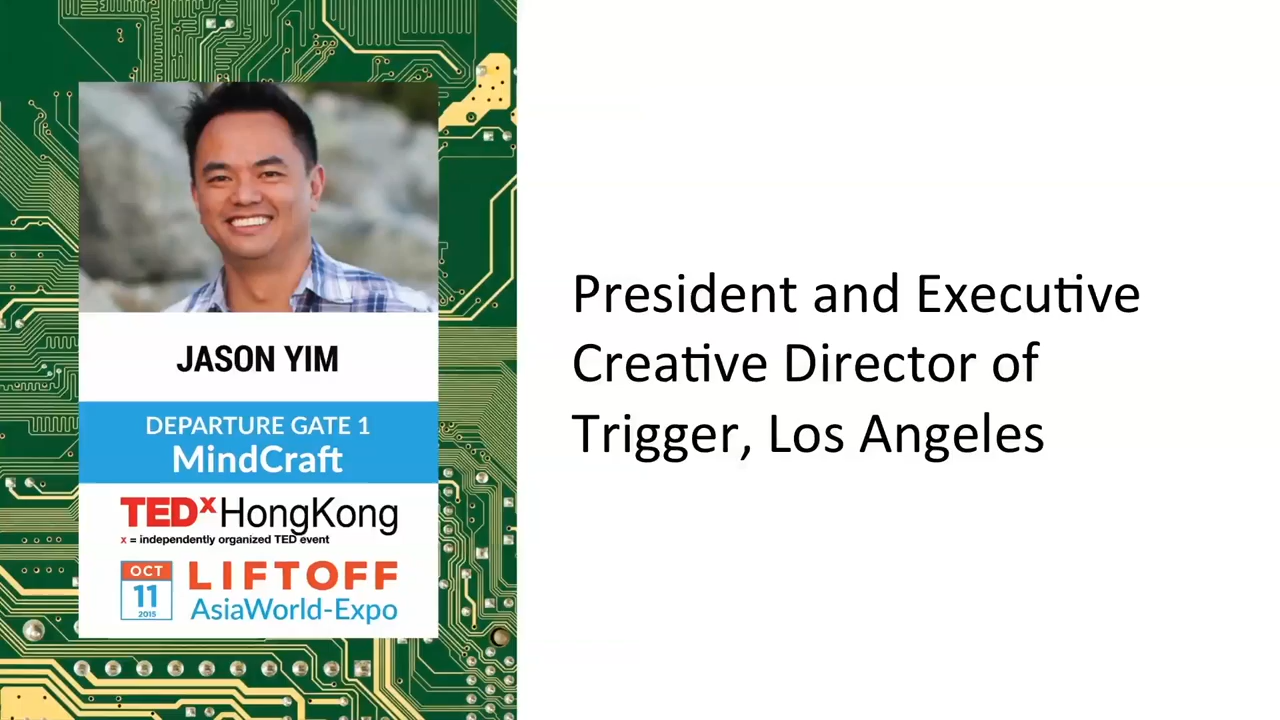 JASON YIM
DEPARTURE GATE 1
MindCraft
TEDxHongKong
x = independently organized TED event
OCT
11
2015
LIFTOFF
AsiaWorld-Expo
President and Executive
Creative Director of
Trigger, Los Angeles